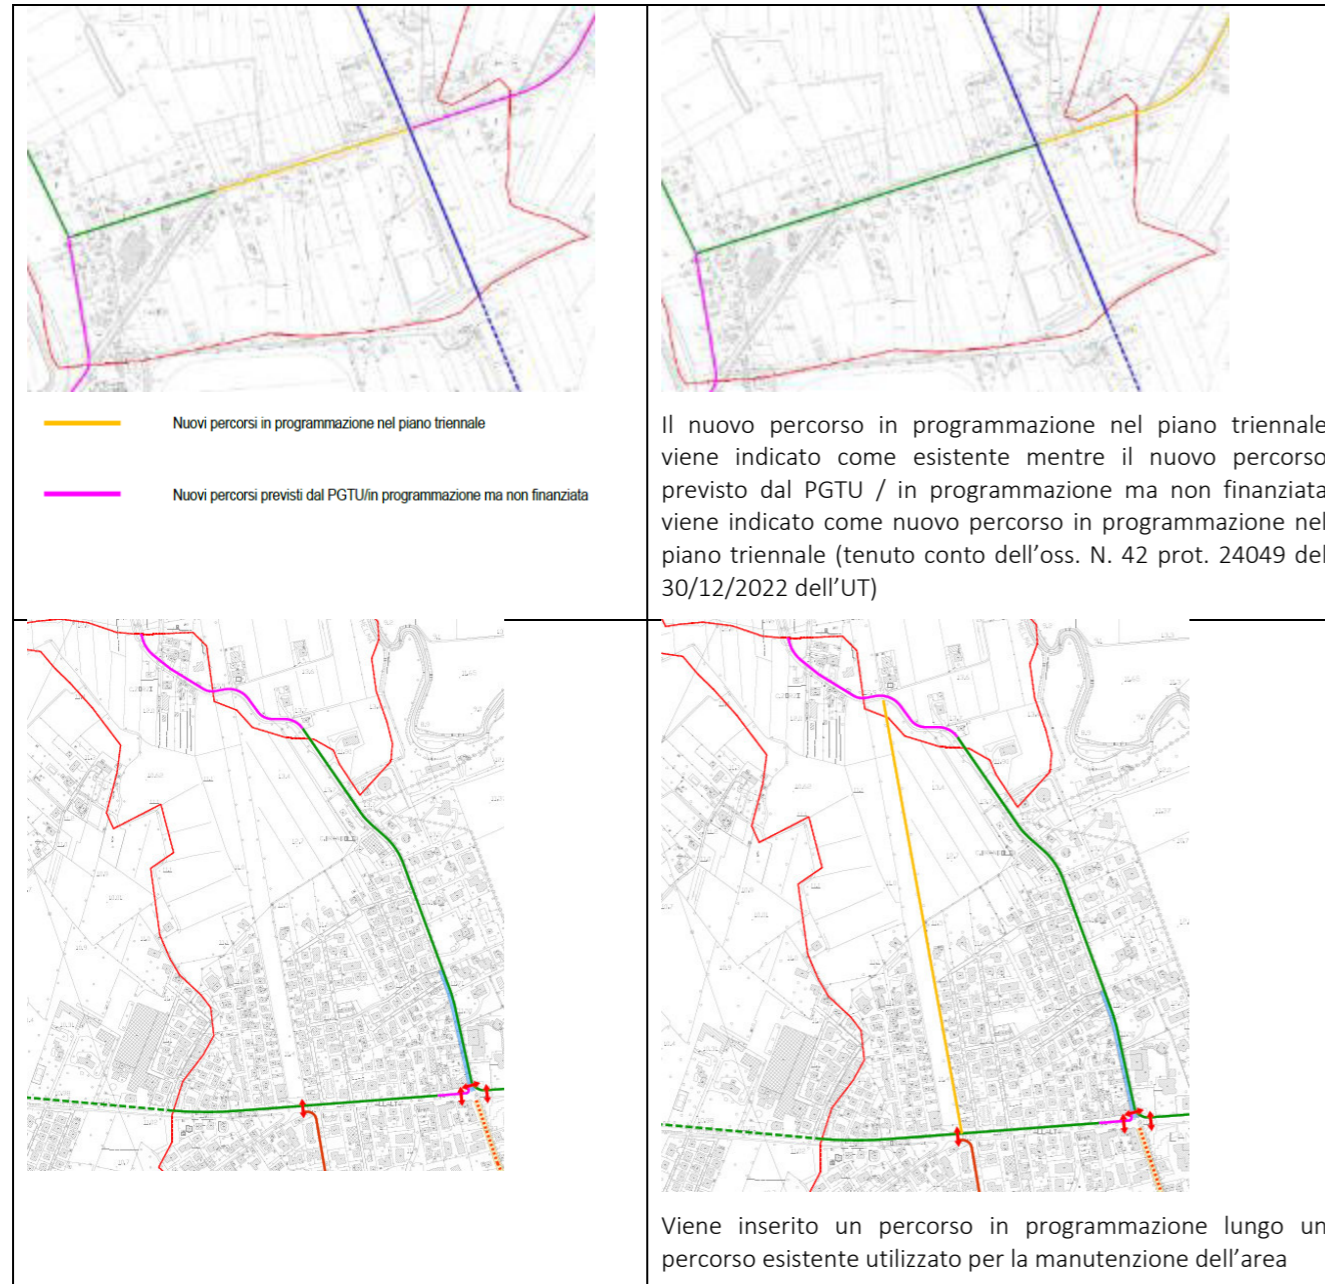 Nuovi percorsi in programmazione nel piano triennale
Nuovi percorsi previsti dal PGTU/in programmazione ma non finanziata
Il nuovo percorso in programmazione nel piano triennale
viene indicato come esistente mentre il nuovo percorso
previsto dal PGTU / in programmazione ma non finanziata
viene indicato come nuovo percorso in programmazione nel
piano triennale (tenuto conto dell’oss. N. 42 prot. 24049 del
30/12/2022 dell’UT)
Viene inserito un percorso in programmazione lungo un
percorso esistente utilizzato per la manutenzione dell’area